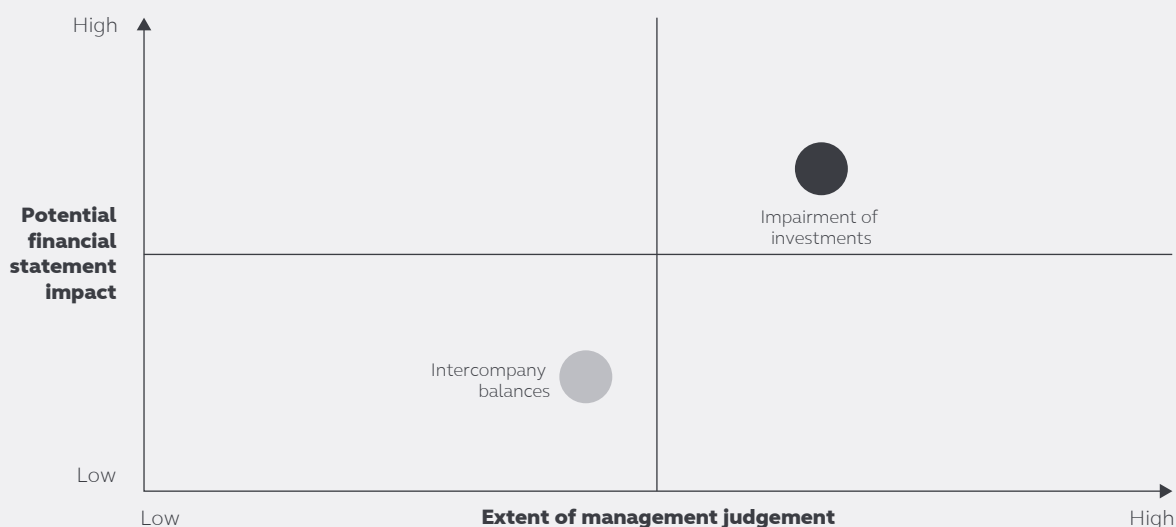 High
Impairment of
investments
Potential
financial
statement
impact
Intercompany
balances
Low
Low
Extent of management judgement
High